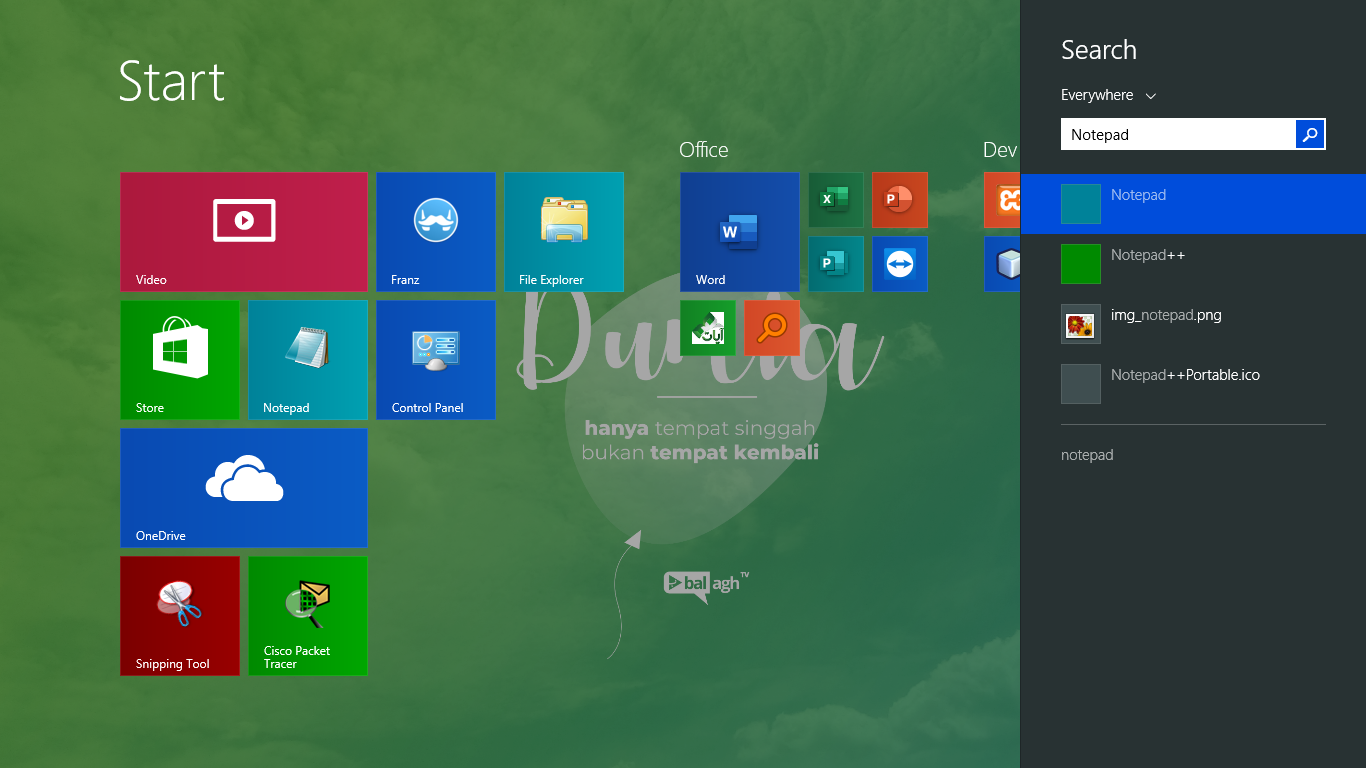 Start
Search
Everywhere
Notepad
Office
Dev
Notepad
Notepad++
img_notepad.png
Notepad++Portable.ico
notepad
Video
Franz
File Explorer
W
Word
X
P
P
آيات
Store
Notepad
Control Panel
Dunia
hanya tempat singgah
bukan tempat kembali
OneDrive
balagh TV
Snipping Tool
Cisco Packet
Tracer